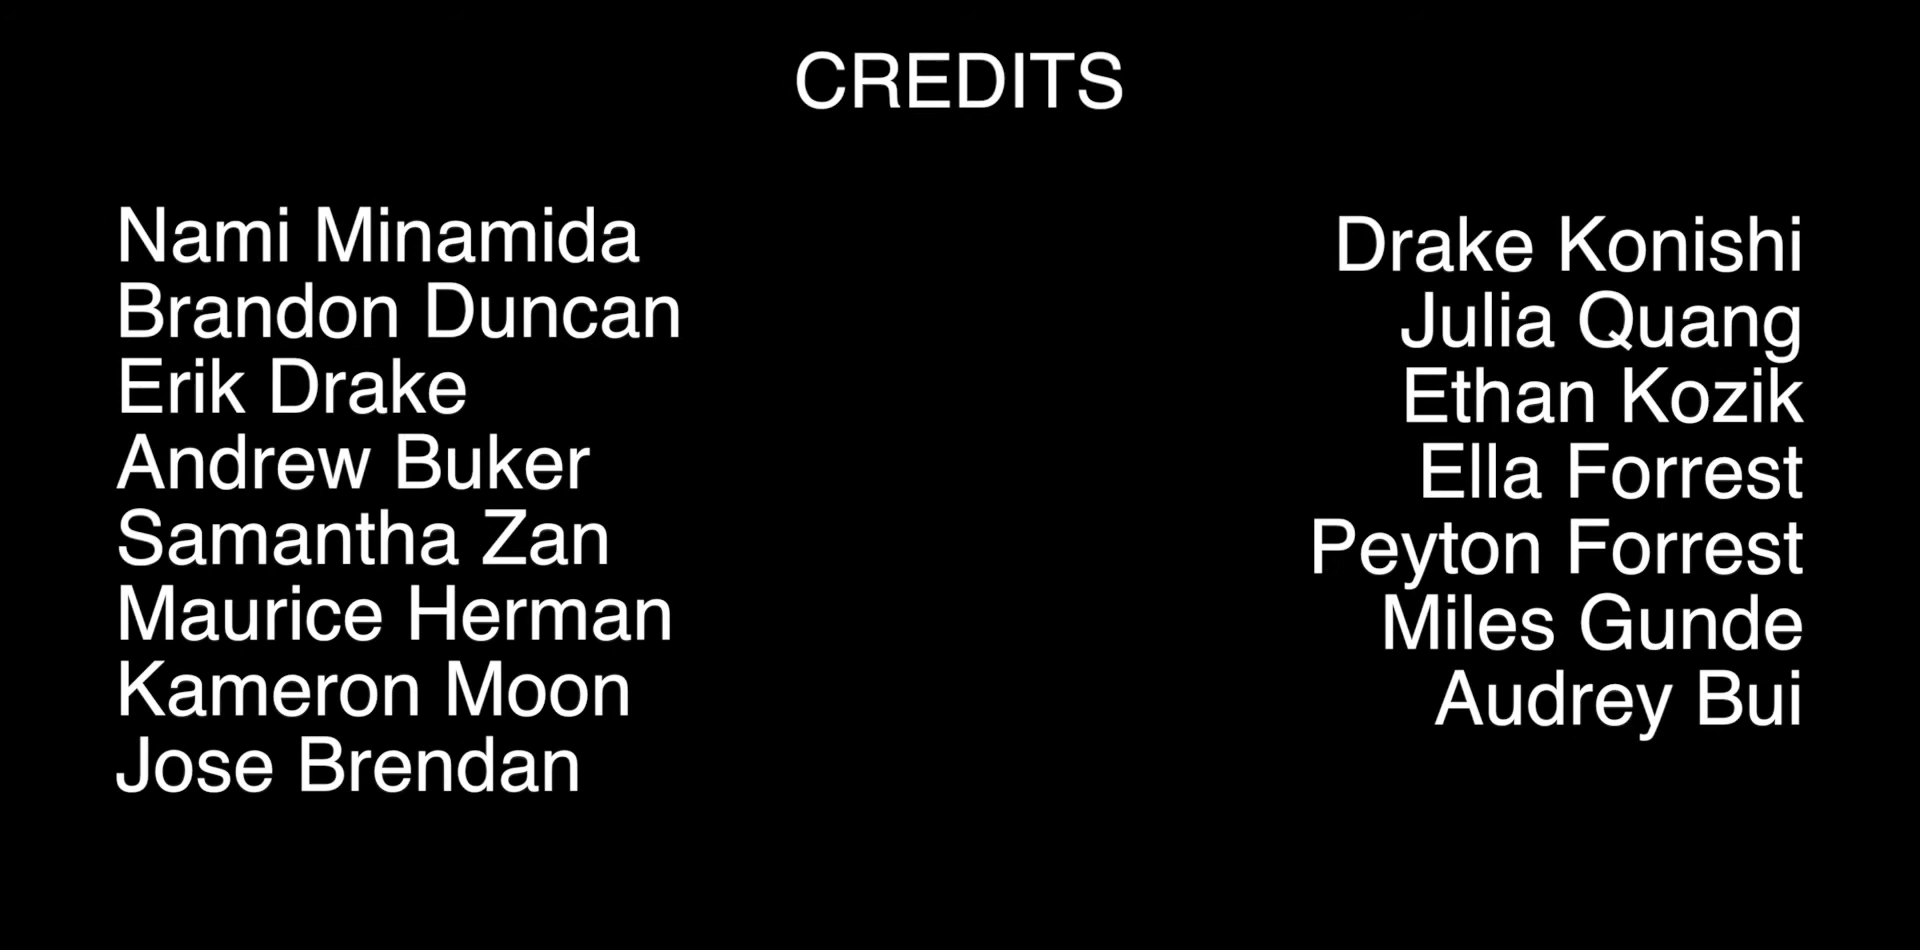 CREDITS
Nami Minamida
Brandon Duncan
Erik Drake
Andrew Buker
Samantha Zan
Maurice Herman
Kameron Moon
Jose Brendan
Drake Konishi
Julia Quang
Ethan Kozik
Ella Forrest
Peyton Forrest
Miles Gunde
Audrey Bui